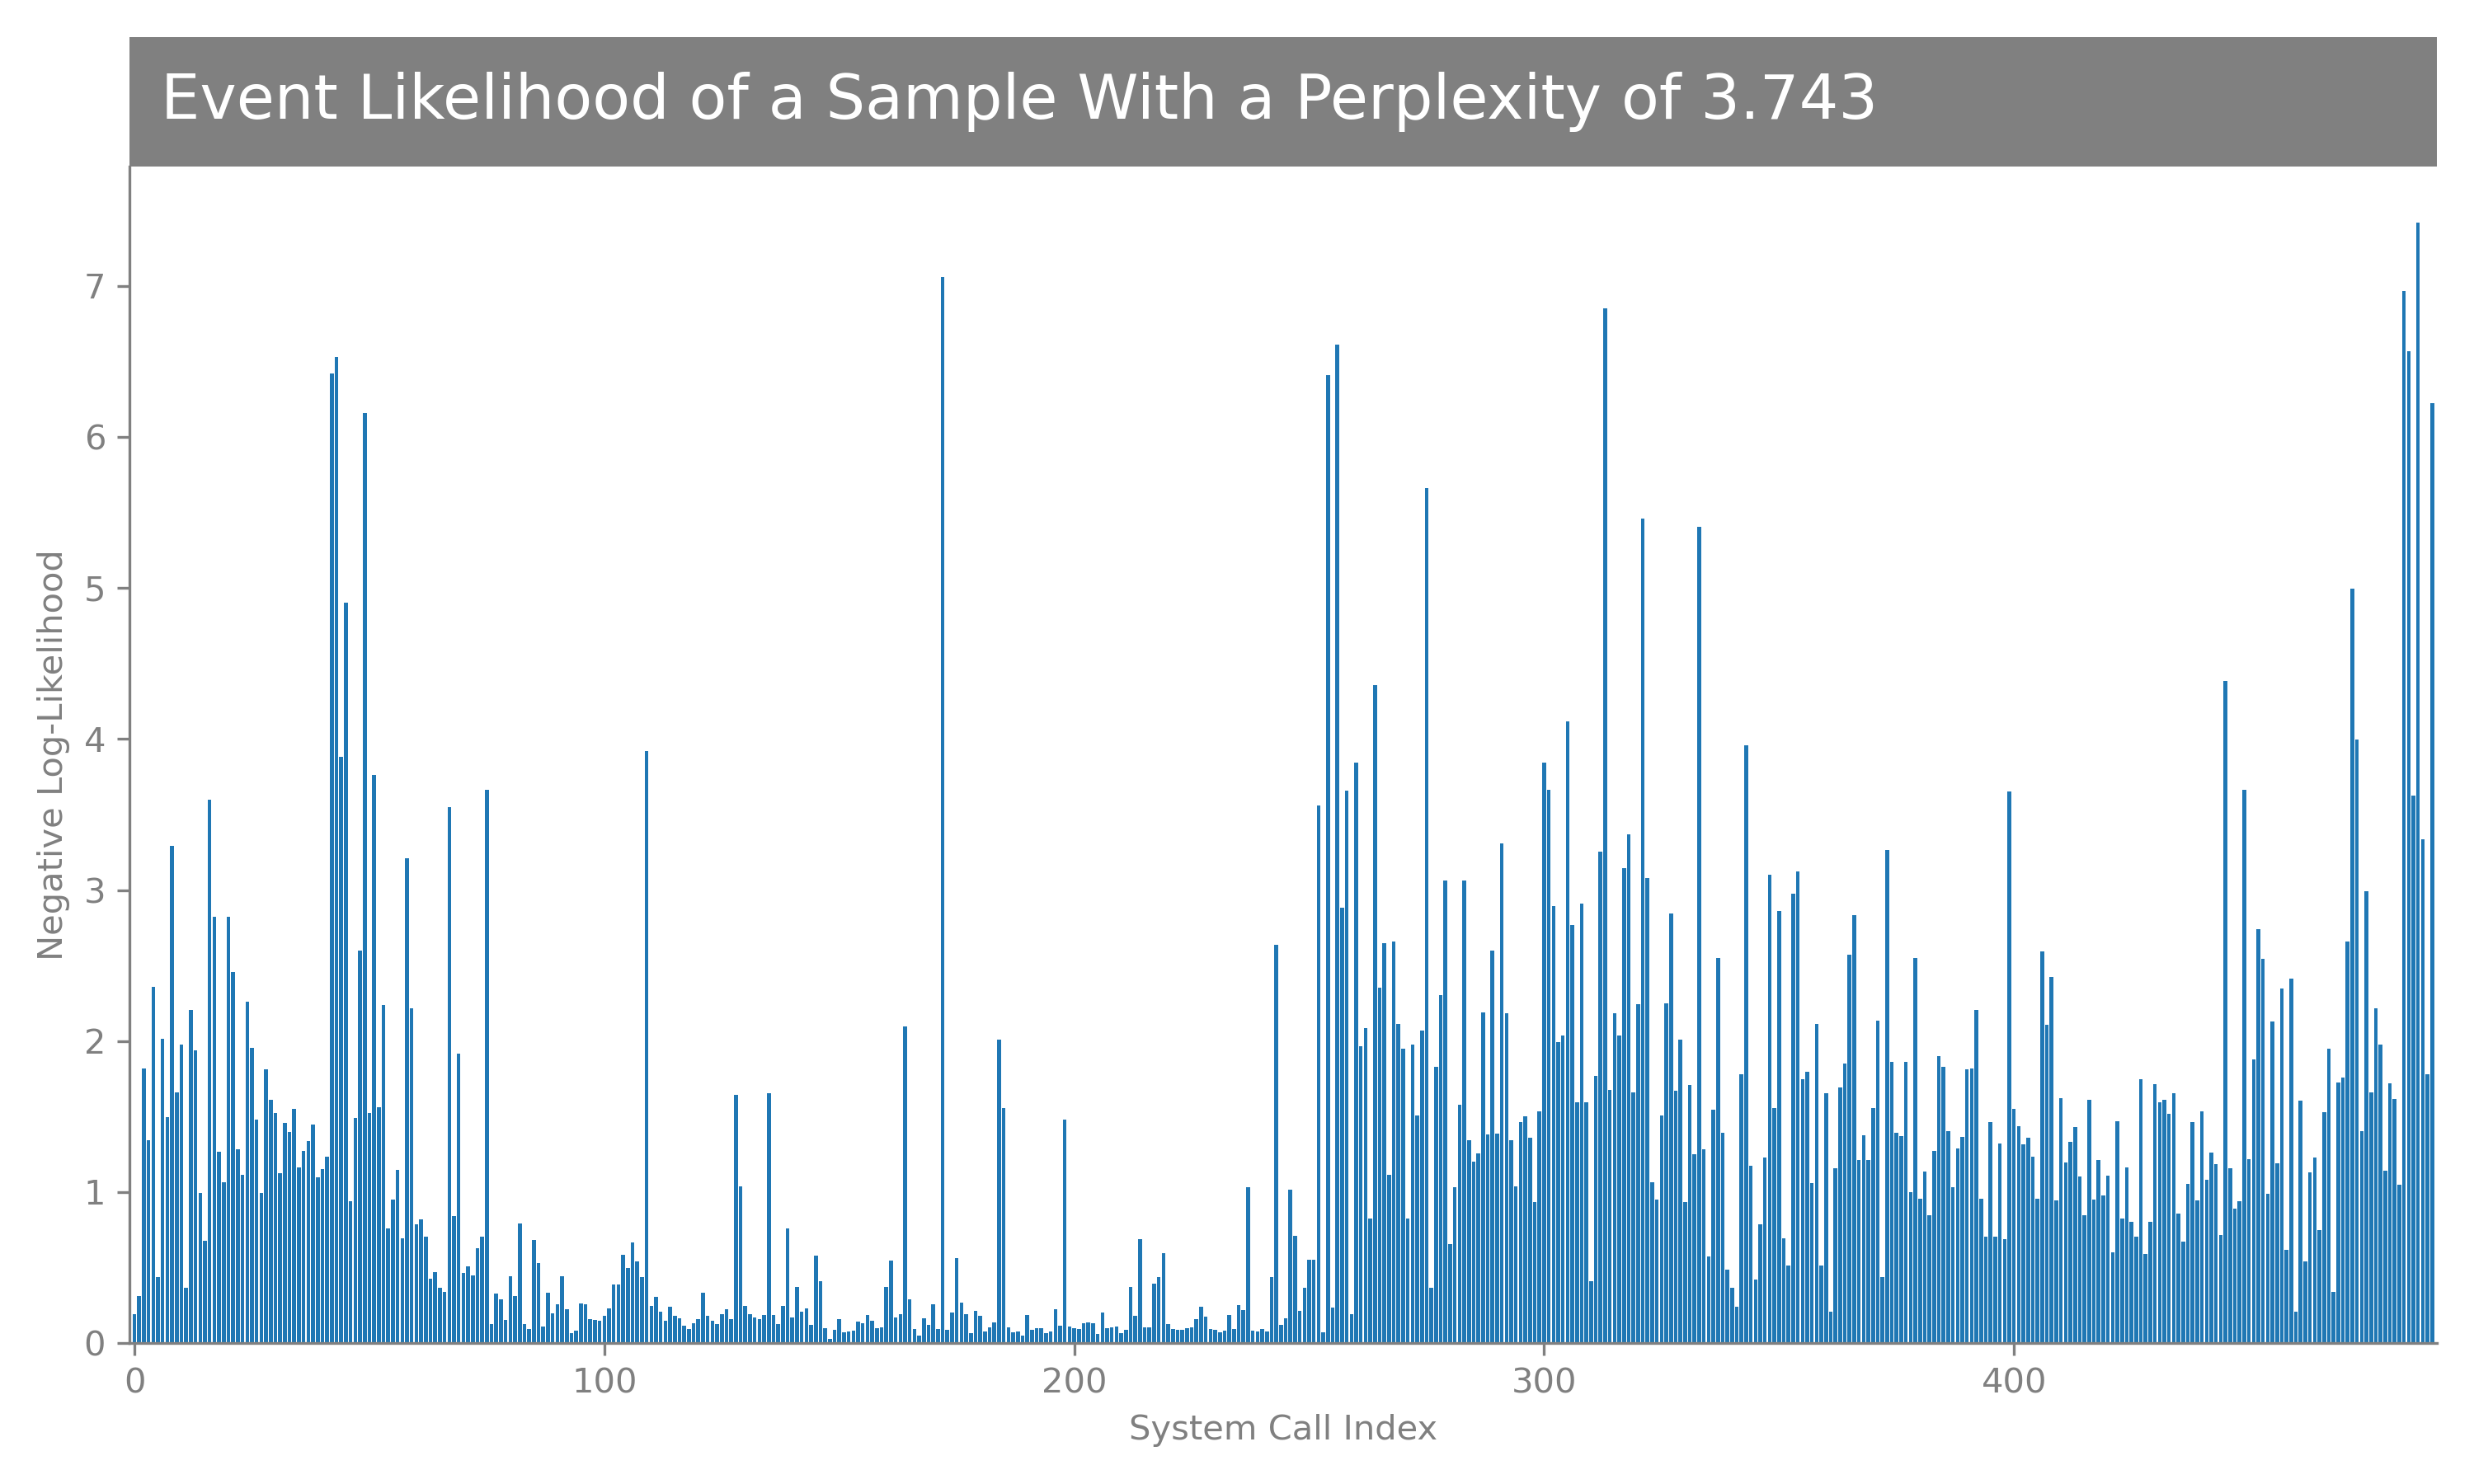 Event Likelihood of a Sample With a Perplexity of 3.743
Negative Log-Likelihood
7
6
5
4
3
2
1
0
0 100 200 300 400
System Call Index